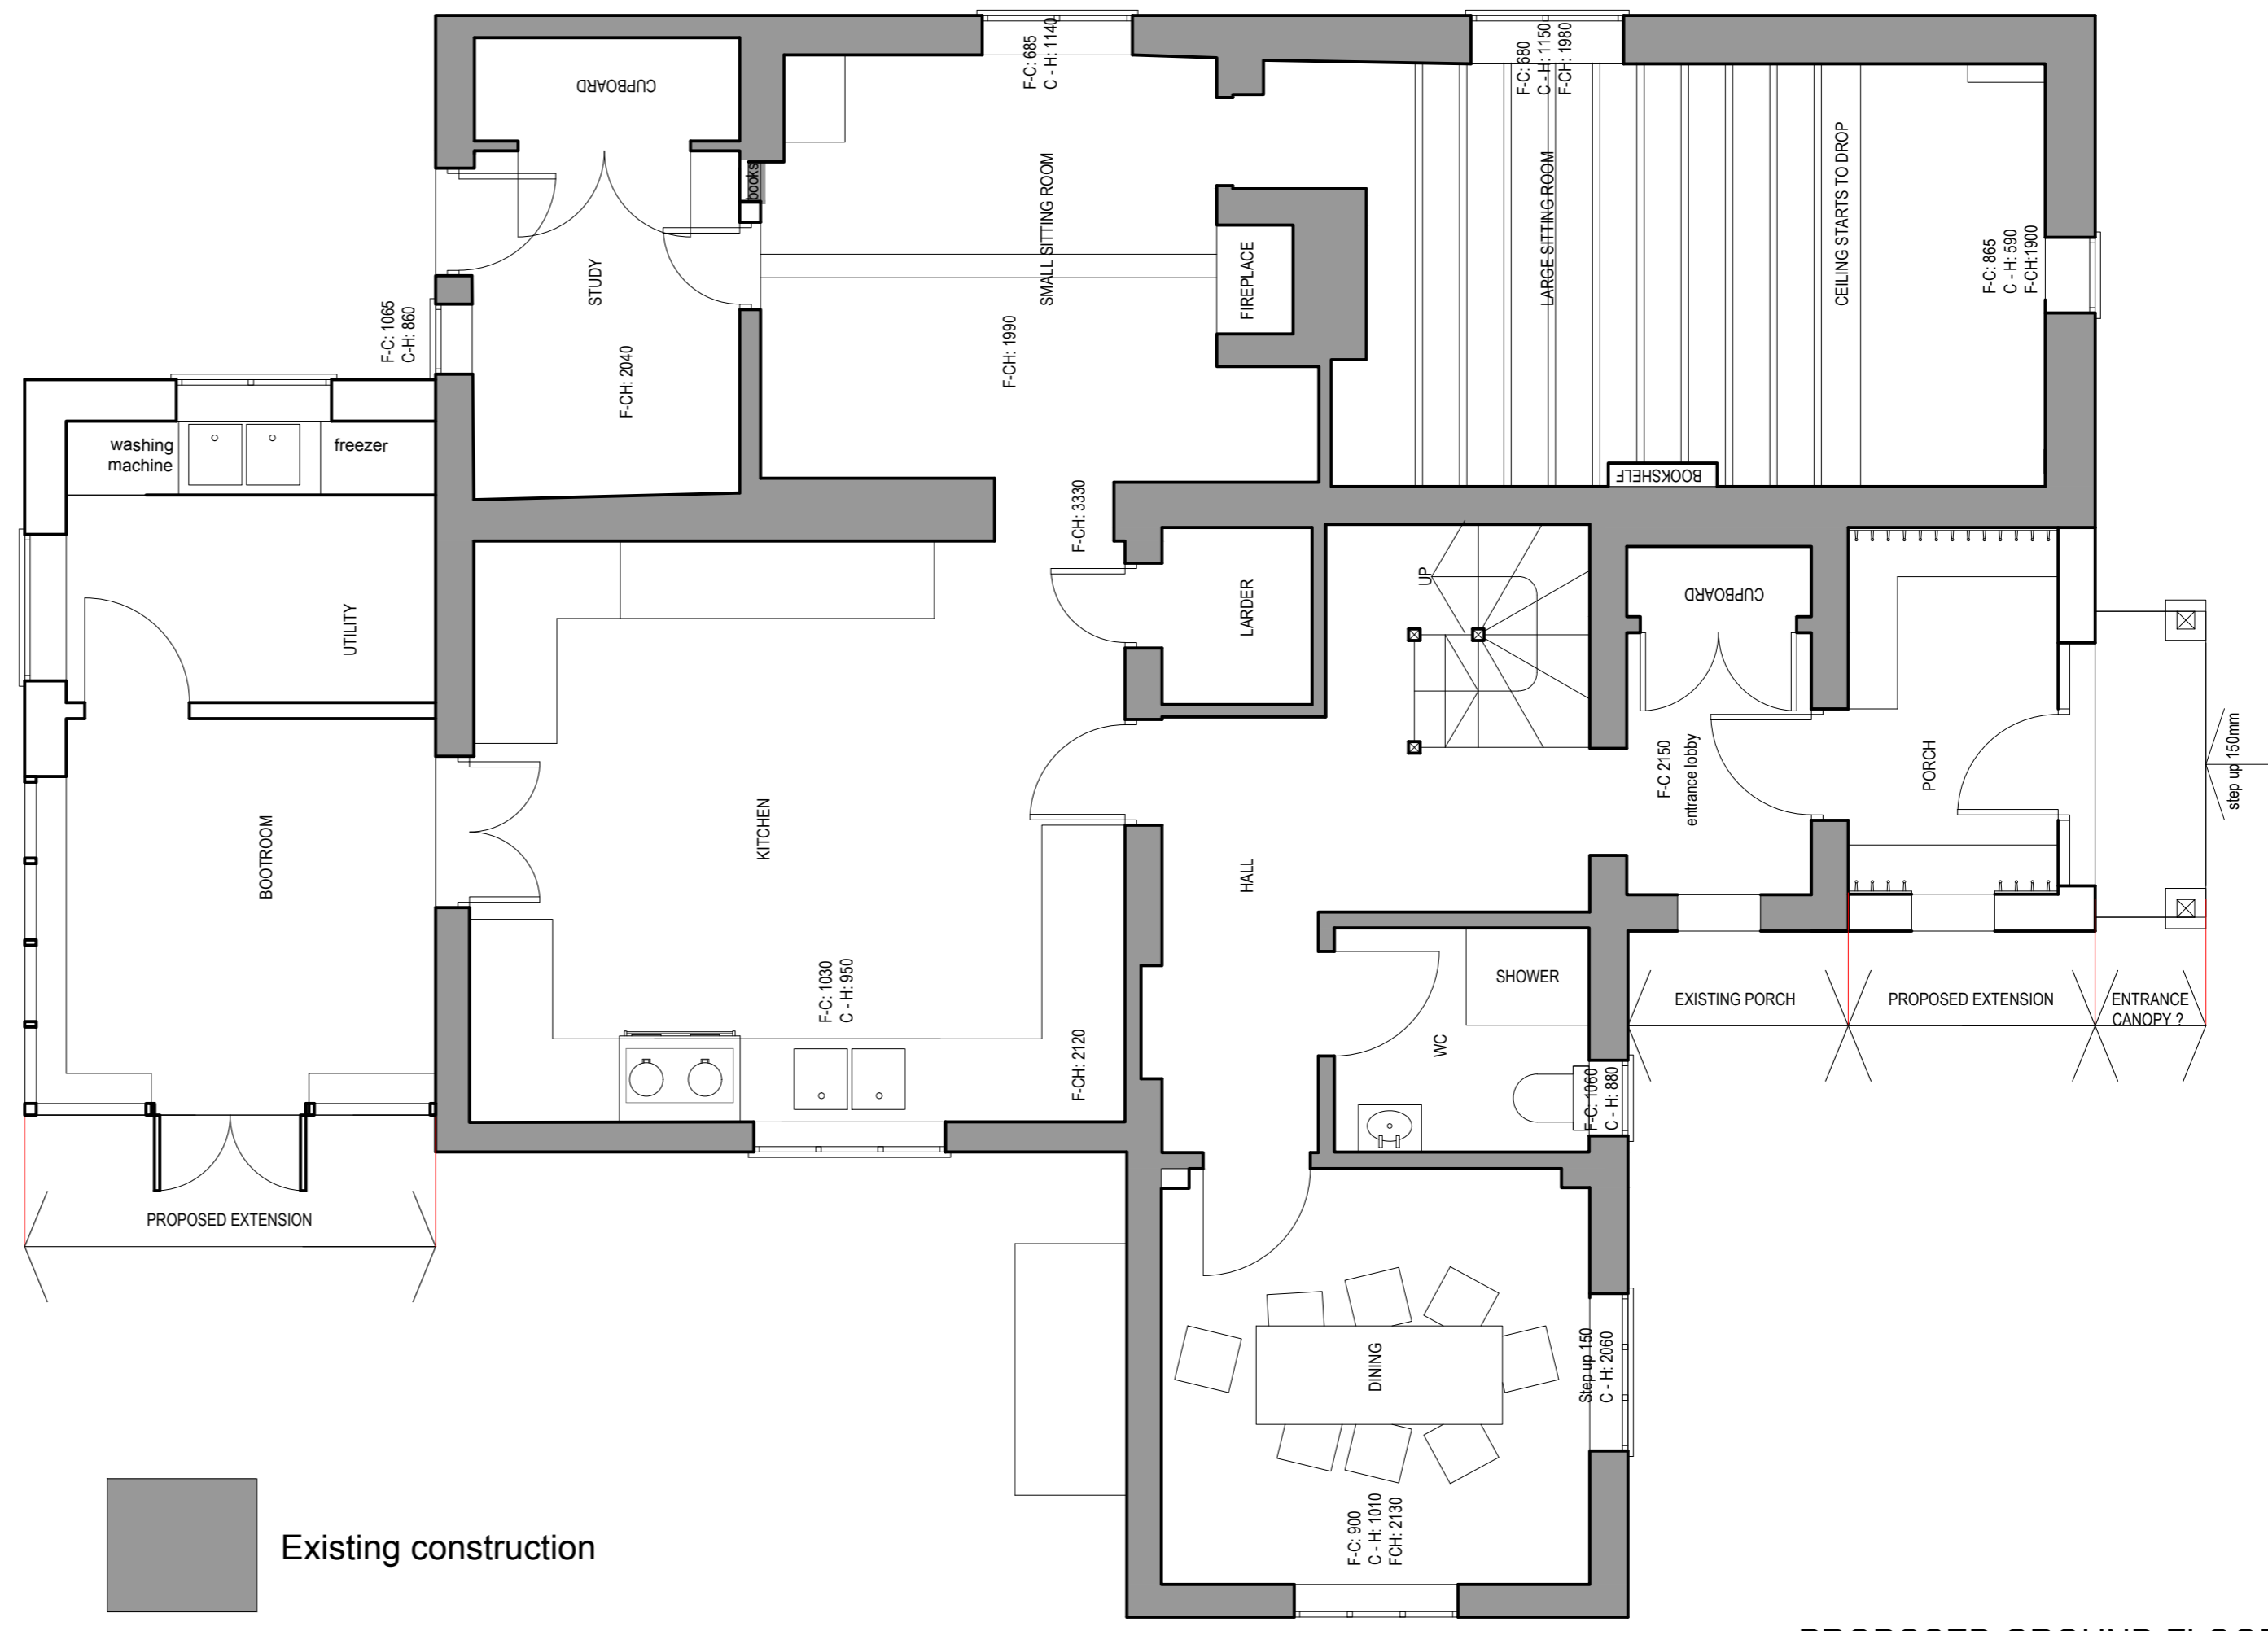 CUPBOARD
F-C: 685
C - H: 1140
F-C: 680
C - H: 1150
F-CH: 1980
books
STUDY
SMALL SITTING ROOM
FIREPLACE
LARGE SITTING ROOM
CEILING STARTS TO DROP
F-C: 865
C - H: 590
F-CH:1900
F-C: 1065
C-H: 860
F-CH: 2040
F-CH: 1990
washing
machine
freezer
BOOKSHELF
F-CH: 3330
UP
LARDER
CUPBOARD
UTILITY
F-C 2150
entrance lobby
PORCH
step up 150mm
BOOTROOM
KITCHEN
HALL
F-C: 1030
C - H: 950
SHOWER
EXISTING PORCH
PROPOSED EXTENSION
ENTRANCE
CANOPY ?
F-CH: 2120
WC
F-C: 1060
C - H: 880
PROPOSED EXTENSION
DINING
Step up 150
C - H: 2060
F-C: 900
C - H: 1010
FCH: 2130
Existing construction
PROPOSED GROUND FLOO